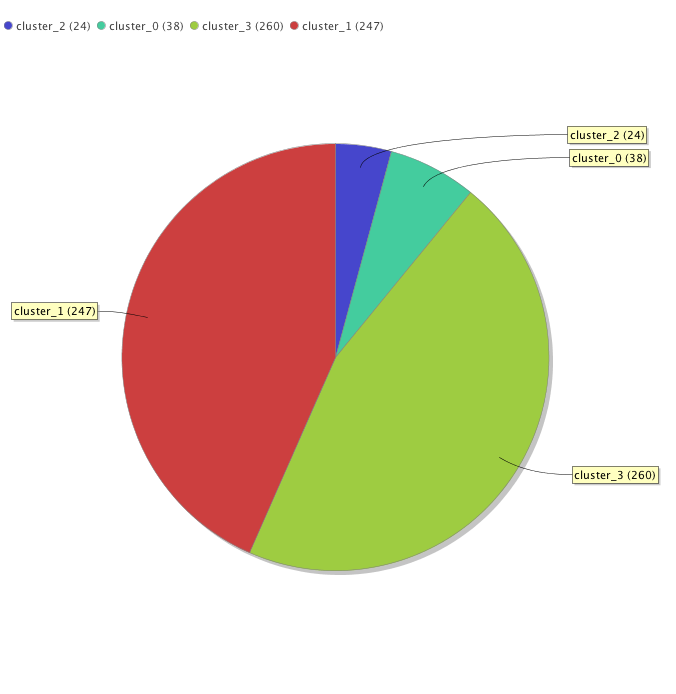 cluster_2 (24) cluster_0 (38) cluster_3 (260) cluster_1 (247)
cluster_2 (24)
cluster_0 (38)
cluster_1 (247)
cluster_3 (260)